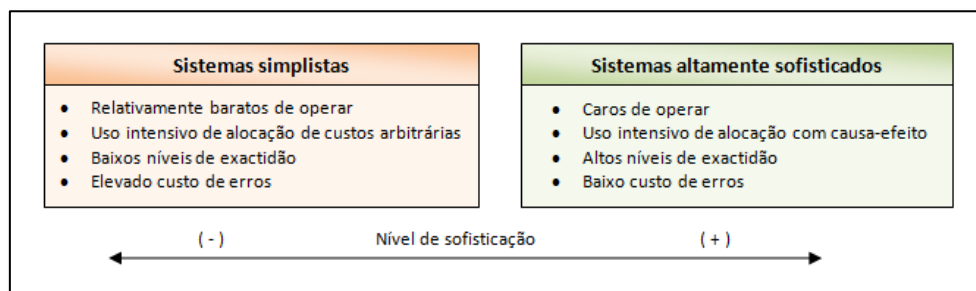 Sistemas simplistas
• Relativamente baratos de operar
• Uso intensivo de alocação de custos arbitrárias
• Baixos níveis de exactidão
• Elevado custo de erros
Sistemas altamente sofisticados
• Caros de operar
• Uso intensivo de alocação com causa-efeito
• Altos níveis de exactidão
• Baixo custo de erros
( - ) Nível de sofisticação ( + )